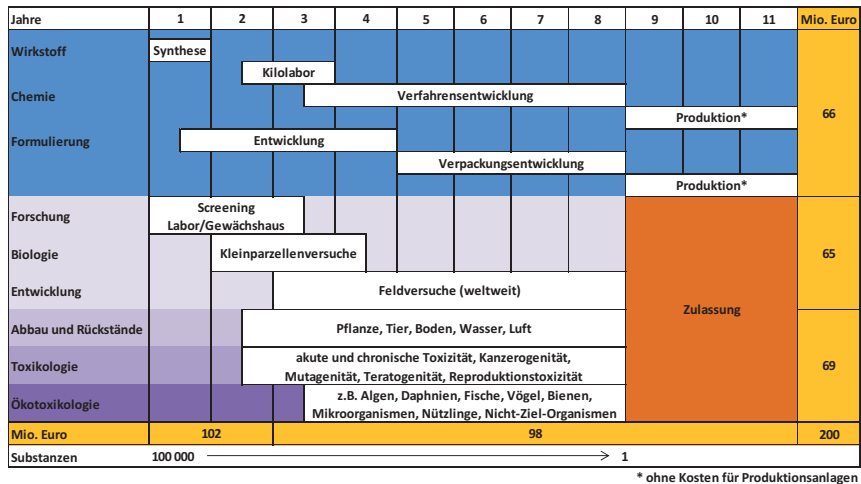 Jahre 1 2 3 4 5 6 7 8 9 10 11 Mio. Euro
Wirkstoff Synthese
Kilolabor
Chemie Verfahrensentwicklung
Produktion* 66
Formulierung Entwicklung
Verpackungsentwicklung
Produktion*
Forschung Screening
Labor/Gewächshaus
Biologie Kleinparzellenversuche 65
Entwicklung Feldversuche (weltweit)
Zulassung
Abbau und Rückstände Pflanze, Tier, Boden, Wasser, Luft
Toxikologie akute und chronische Toxizität, Kanzerogenität, 69
Mutagenität, Teratogenität, Reproduktionstoxizität
Ökotoxikologie z.B. Algen, Daphnien, Fische, Vögel, Bienen,
Mikroorganismen, Nützlinge, Nicht-Ziel-Organismen
Mio. Euro 102 98 200
Substanzen 100 000 1
* ohne Kosten für Produktionsanlagen